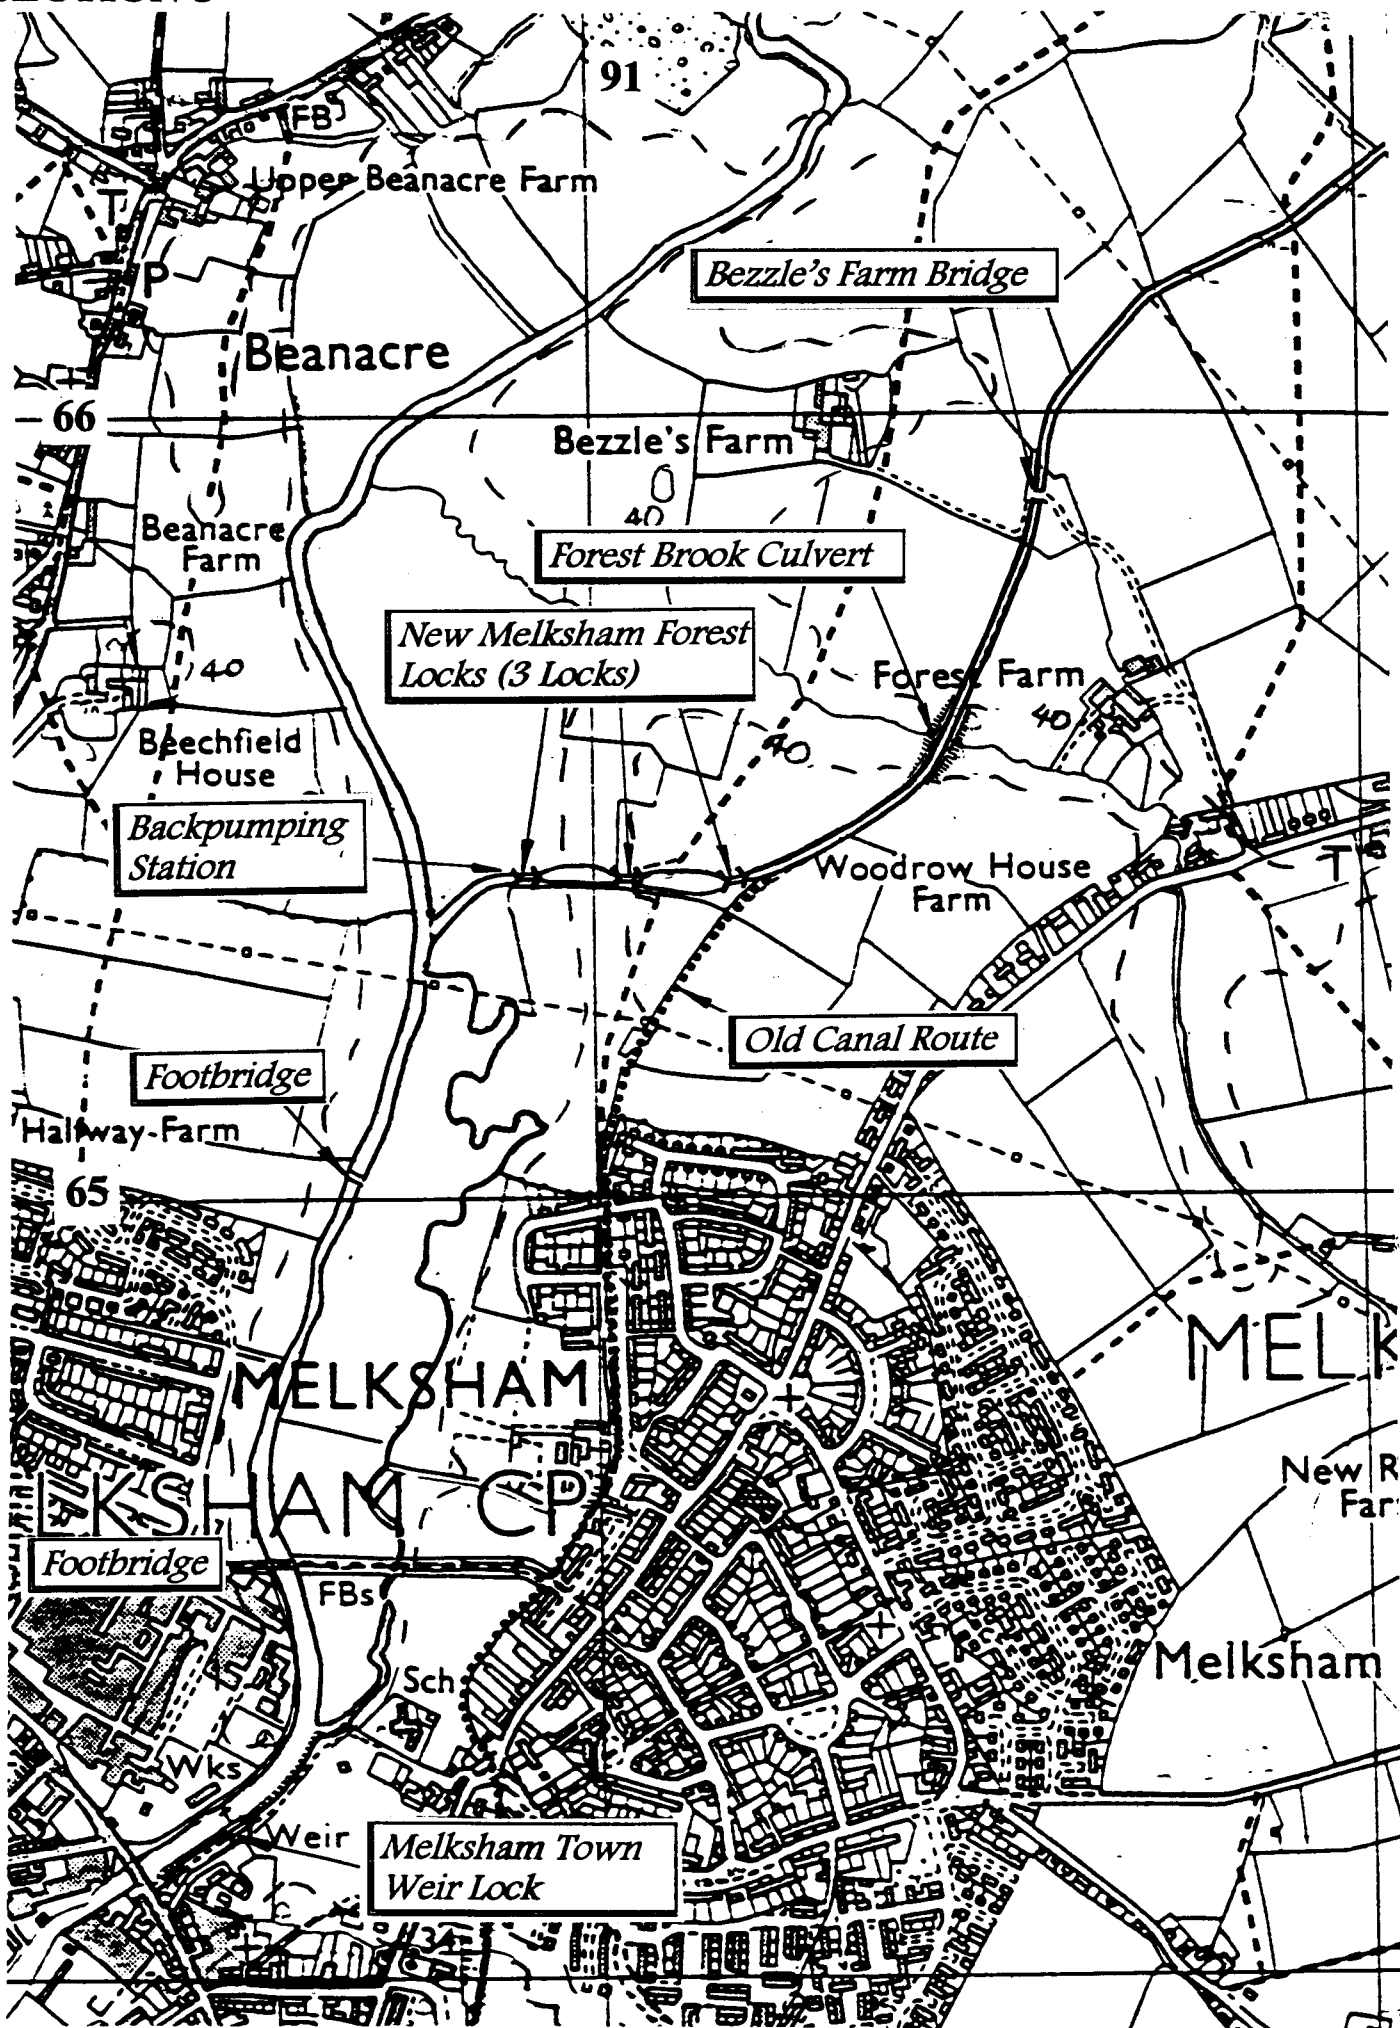 91
FB
Upper Beanacre Farm
T
P
Bezzle's Farm Bridge
Beanacre
66
Bezzle's Farm
40
Beanacre
Farm
Forest Brook Culvert
New Melksham Forest
Locks (3 Locks)
40
Forest Farm
40
40
Beechfield
House
Backpumping
Station
Woodrow House
Farm
T
Old Canal Route
Footbridge
Halfway Farm
65
MELKSHAM
MELK
LKSHAM CP
New R
Far
Footbridge
FBs
Melksham
Sch
Wks
Weir
Melksham Town
Weir Lock
34